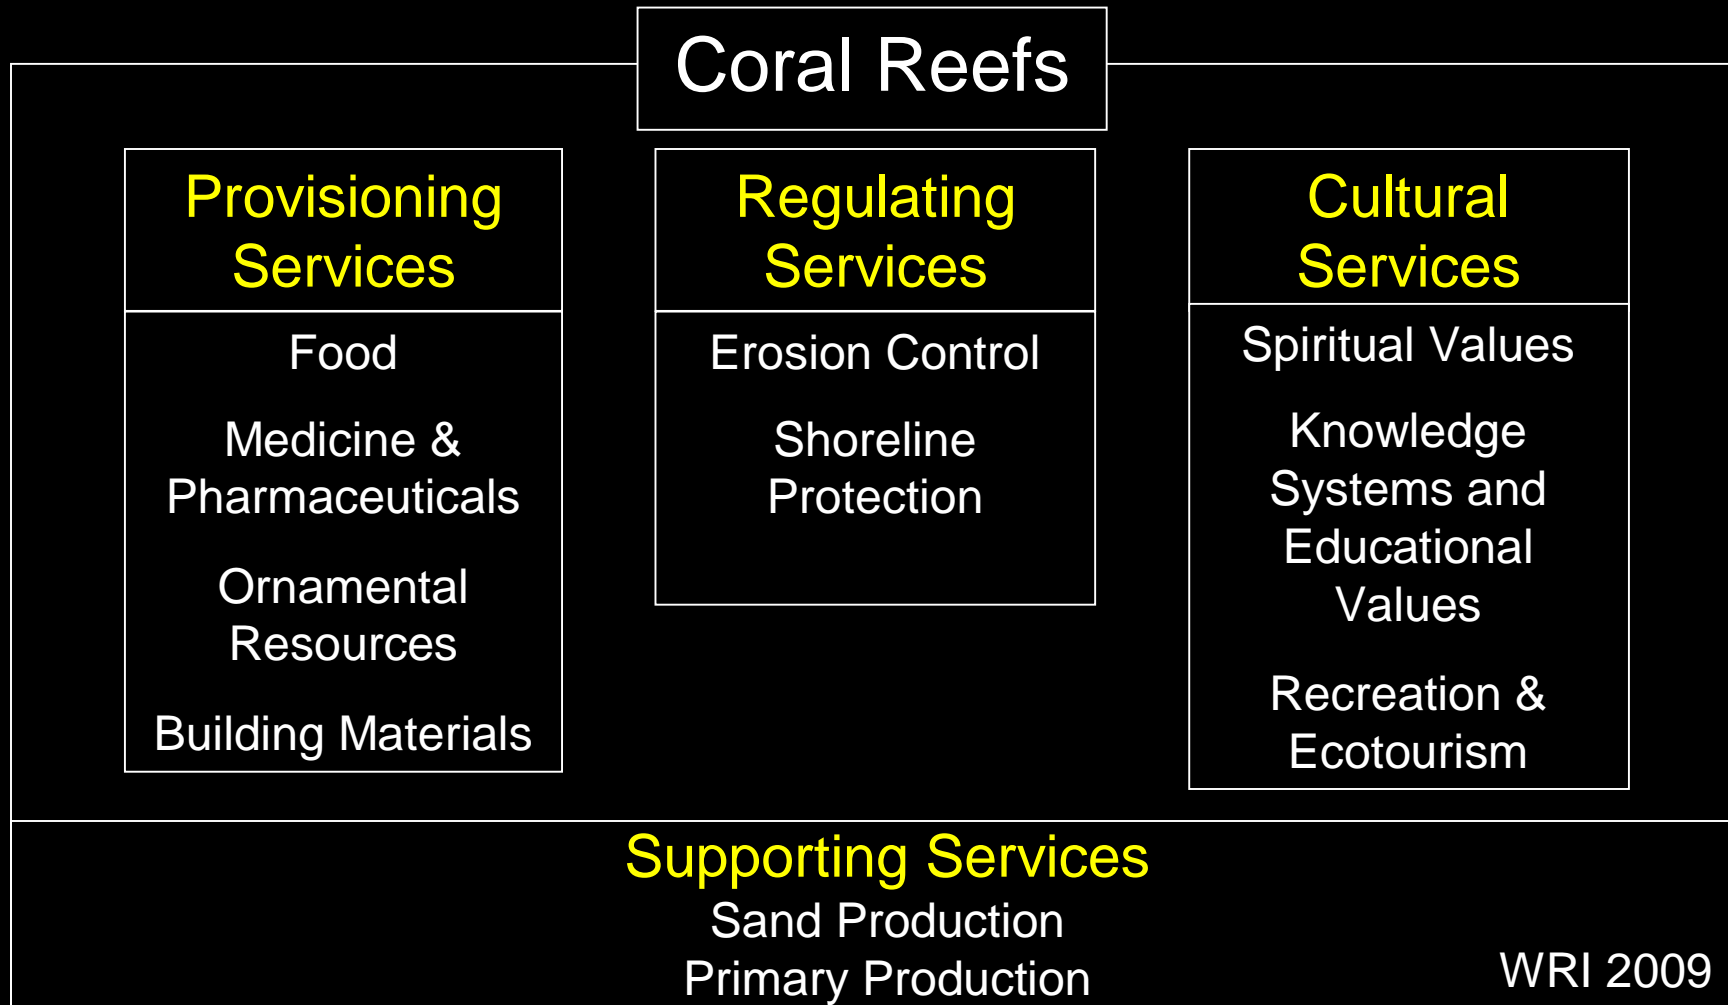 Coral Reefs
Provisioning
Services
Food
Medicine &
Pharmaceuticals
Ornamental
Resources
Building Materials
Regulating
Services
Erosion Control
Shoreline
Protection
Cultural
Services
Spiritual Values
Knowledge
Systems and
Educational
Values
Recreation &
Ecotourism
Supporting Services
Sand Production
Primary Production
WRI 2009